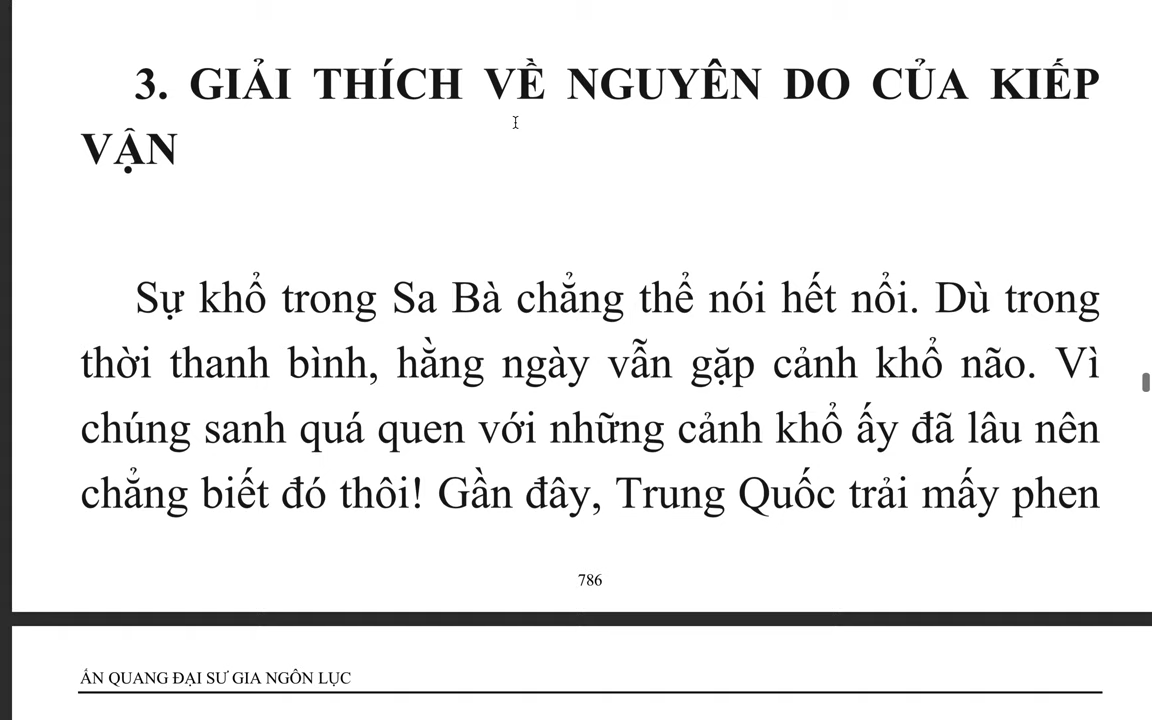 3. GIẢI THÍCH VỀ NGUYÊN DO CỦA KIẾP
VẬN
Sự khổ trong Sa Bà chẳng thể nói hết nổi. Dù trong
thời thanh bình, hằng ngày vẫn gặp cảnh khổ não. Vì
chúng sanh quá quen với những cảnh khổ ấy đã lâu nên
chẳng biết đó thôi! Gần đây, Trung Quốc trải mấy phen
786
ẤN QUANG ĐẠI SƯ GIA NGÔN LỤC